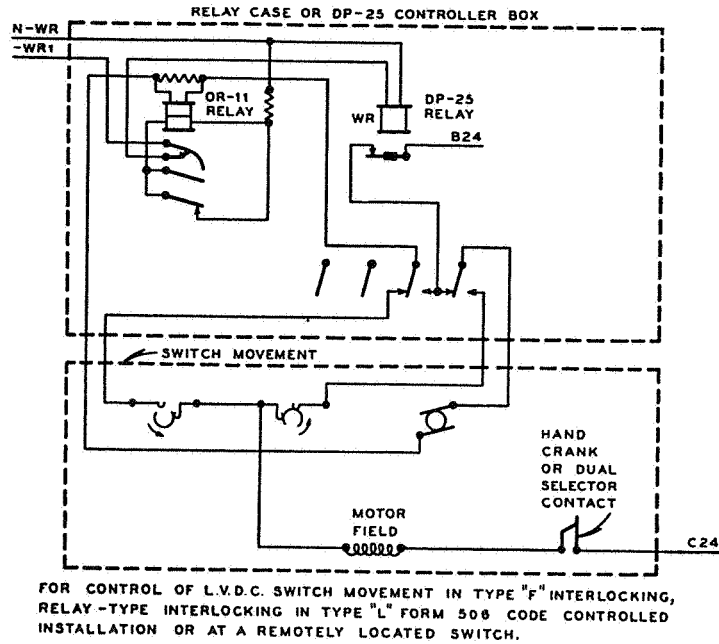 RELAY CASE OR DP-25 CONTROLLER BOX
N-WR
-WR1
OR-11
RELAY
DP-25
RELAY
WR
B24
SWITCH MOVEMENT
HAND
CRANK
OR DUAL
SELECTOR
CONTACT
MOTOR
FIELD
C24
FOR CONTROL OF L.V.D.C. SWITCH MOVEMENT IN TYPE "F" INTERLOCKING,
RELAY-TYPE INTERLOCKING IN TYPE "L" FORM 506 CODE CONTROLLED
INSTALLATION OR AT A REMOTELY LOCATED SWITCH.